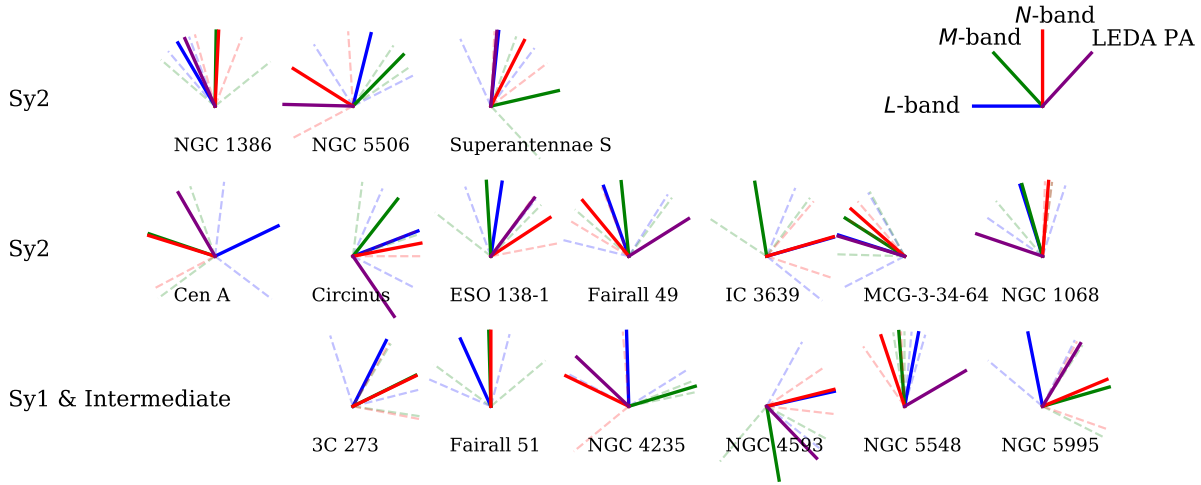 N-band
M-band
LEDA PA
Sy2
L-band
NGC 1386
NGC 5506
Superantennae S
Sy2
Cen A
Circinus
ESO 138-1
Fairall 49
IC 3639
MCG-3-34-64
NGC 1068
Sy1 & Intermediate
3C 273
Fairall 51
NGC 4235
NGC 4593
NGC 5548
NGC 5995